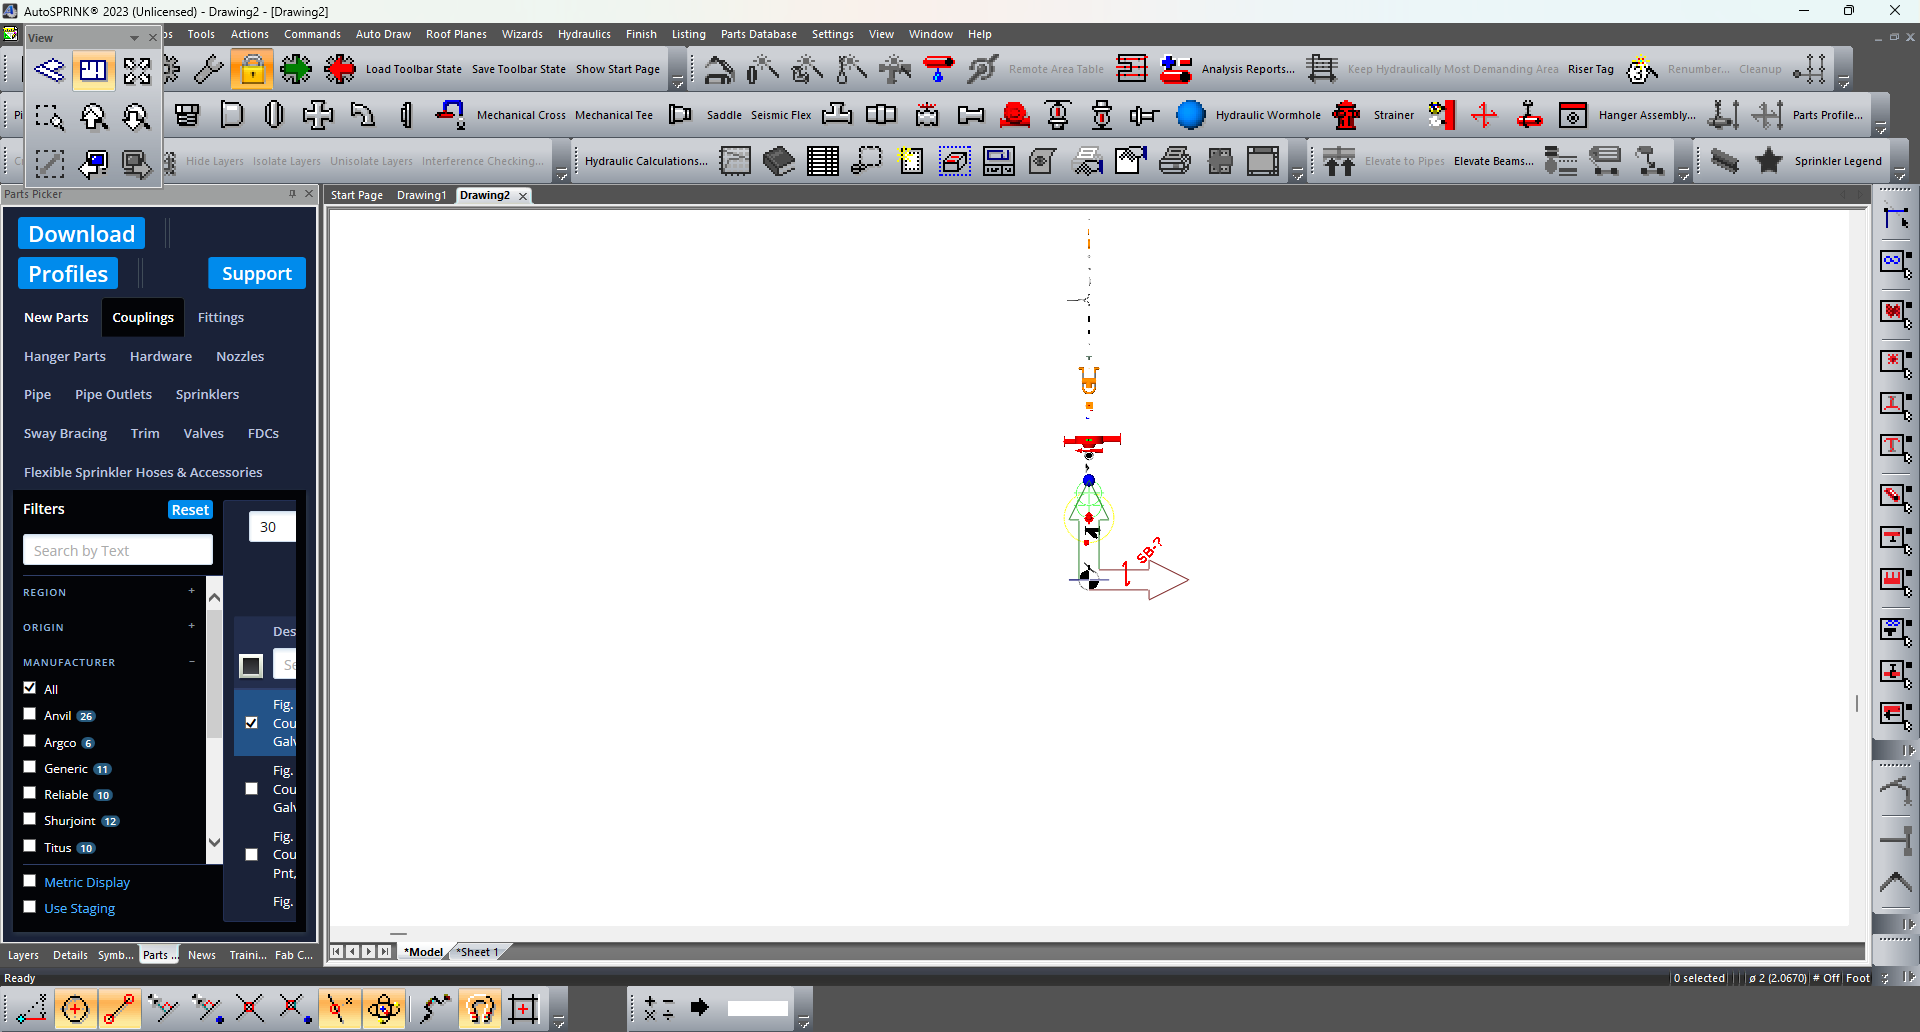 AutoSPRINK® 2023 (Unlicensed) - Drawing2 - [Drawing2]
View
Tools Actions Commands Auto Draw Roof Planes Wizards Hydraulics Finish Listing Parts Database Settings View Window Help
Load Toolbar State Save Toolbar State Show Start Page Remote Area Table Analysis Reports... Keep Hydraulically Most Demanding Area Riser Tag Renumber... Cleanup
Mechanical Cross Mechanical Tee Saddle Seismic Flex Hydraulic Wormhole Strainer Hanger Assembly... Parts Profile...
Hide Layers Isolate Layers Unisolate Layers Interference Checking... Hydraulic Calculations... Elevate to Pipes Elevate Beams... Sprinkler Legend
Parts Picker
Start Page Drawing1 Drawing2
Download
Profiles Support
New Parts Couplings Fittings
Hanger Parts Hardware Nozzles
Pipe Pipe Outlets Sprinklers
Sway Bracing Trim Valves FDCs
Flexible Sprinkler Hoses & Accessories
Filters Reset
30
Search by Text
REGION +
ORIGIN +
MANUFACTURER −
All
Anvil 26
Argco 6
Generic 11
Reliable 10
Shurjoint 12
Titus 10
Metric Display
Use Staging
Des
Se
Fig.
Cou
Galv
Fig.
Cou
Galv
Fig.
Cou
Pnt,
Fig.
SB-?
*Model *Sheet 1
Layers Details Symb... Parts ... News Traini... Fab C...
Ready 0 selected ø 2 (2.0670) # Off Foot